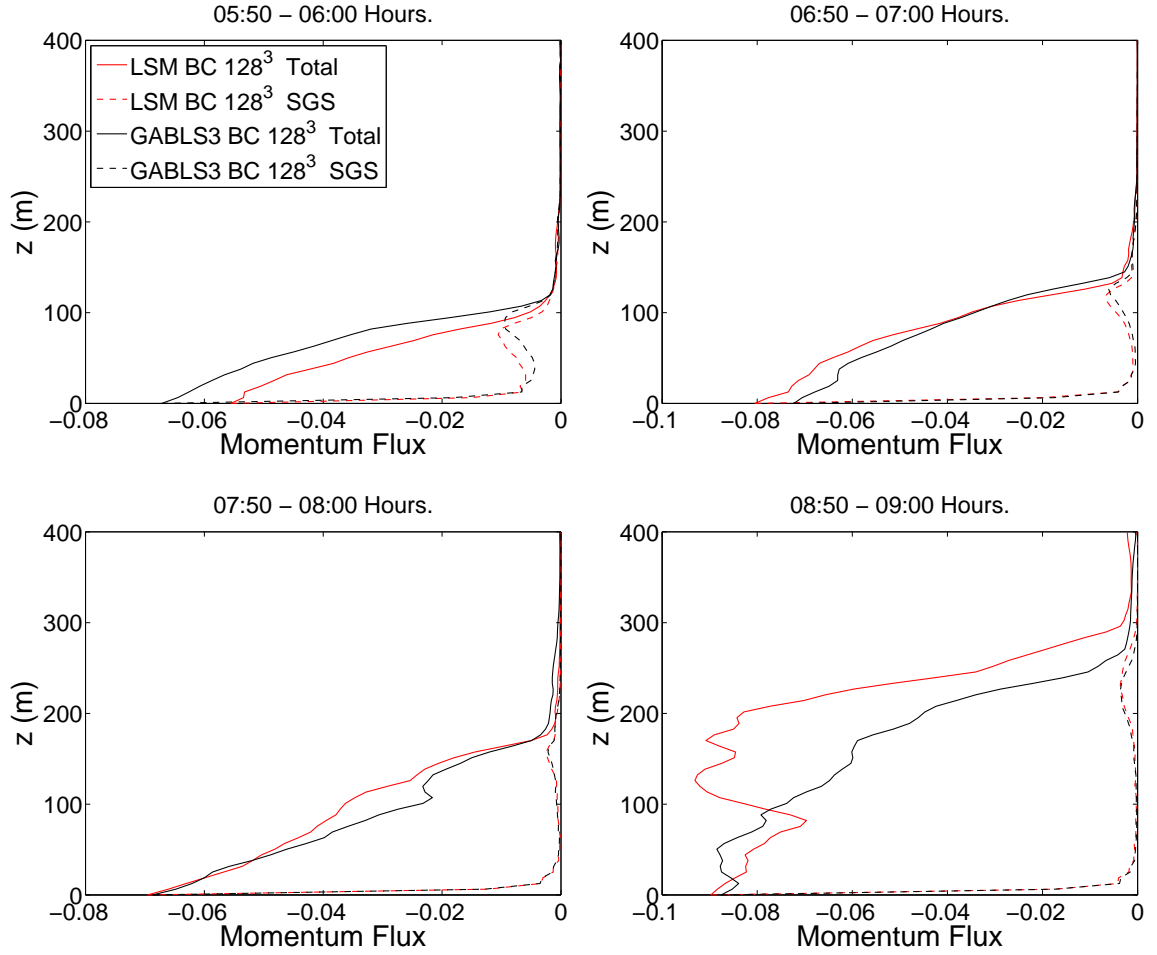 05:50 − 06:00 Hours.
400
300
200
100
0
z (m)
LSM BC 128³ Total
LSM BC 128³ SGS
GABLS3 BC 128³ Total
GABLS3 BC 128³ SGS
−0.08 −0.06 −0.04 −0.02 0
Momentum Flux
06:50 − 07:00 Hours.
400
300
200
100
0
z (m)
−0.1 −0.08 −0.06 −0.04 −0.02 0
Momentum Flux
07:50 − 08:00 Hours.
400
300
200
100
0
z (m)
−0.08 −0.06 −0.04 −0.02 0
Momentum Flux
08:50 − 09:00 Hours.
400
300
200
100
0
z (m)
−0.1 −0.08 −0.06 −0.04 −0.02 0
Momentum Flux